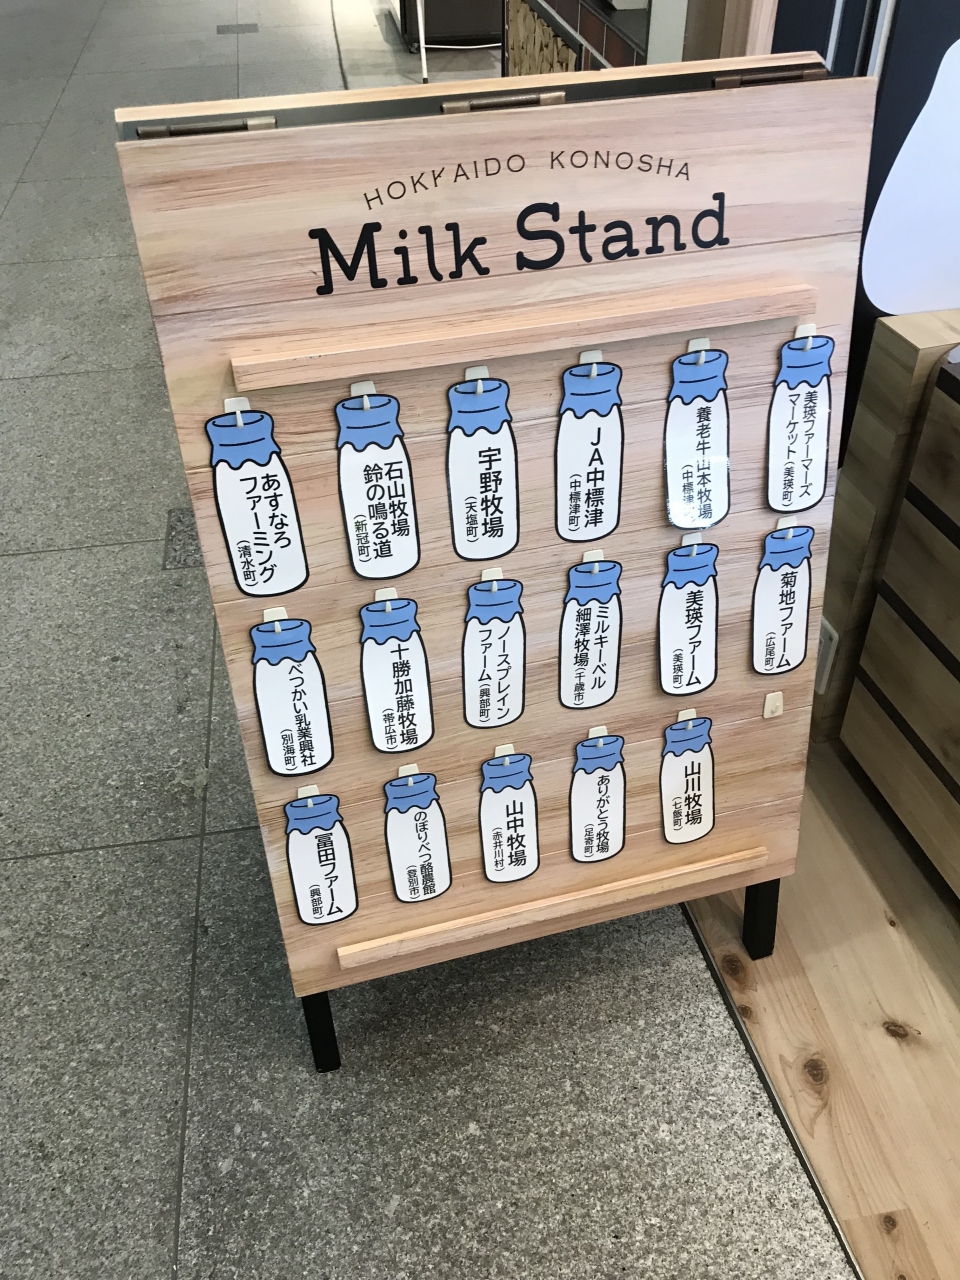 HOKKAIDO KONOSHA
Milk Stand
あすなろ
ファーミング
(清水町)
石山牧場
鈴の鳴る道
(新冠町)
宇野牧場
(天塩町)
JA中標津
(中標津町)
養老牛山本牧場
(中標津町)
美瑛ファーマーズ
マーケット(美瑛町)
べつかい乳業興社
(別海町)
十勝加藤牧場
(帯広市)
ノースプレイン
ファーム(興部町)
ミルキーベル
細澤牧場(千歳市)
美瑛ファーム
(美瑛町)
菊地ファーム
(広尾町)
冨田ファーム
(興部町)
のぼりべつ酪農館
(登別市)
山中牧場
(赤井川村)
ありがとう牧場
(足寄町)
山川牧場
(七飯町)